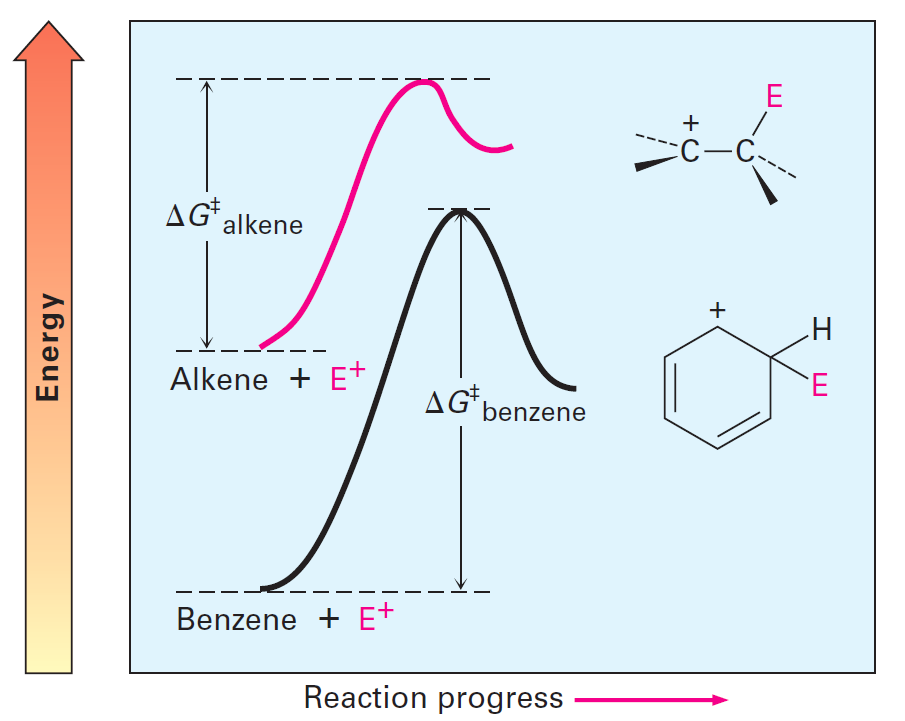 Energy
ΔG‡alkene
Alkene + E+
ΔG‡benzene
Benzene + E+
E
+
C—C
+
H
E
Reaction progress